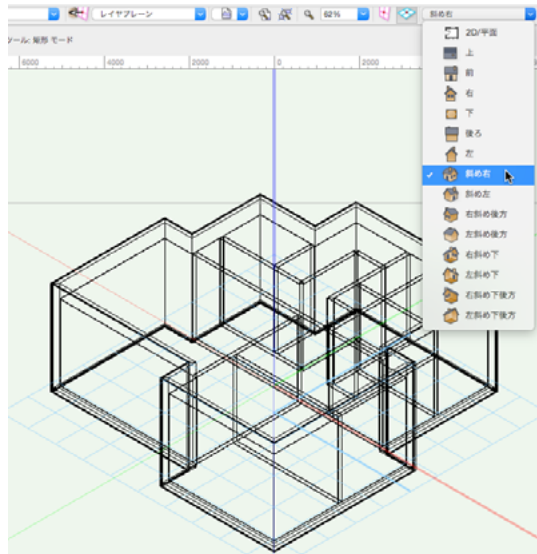 レイヤプレーン 62% 斜め右
ツール: 矩形 モード
6000 4000 2000 0 2000
2D/平面
上
前
右
下
後ろ
左
✓ 斜め右
斜め左
右斜め後方
左斜め後方
右斜め下
左斜め下
右斜め下後方
左斜め下後方